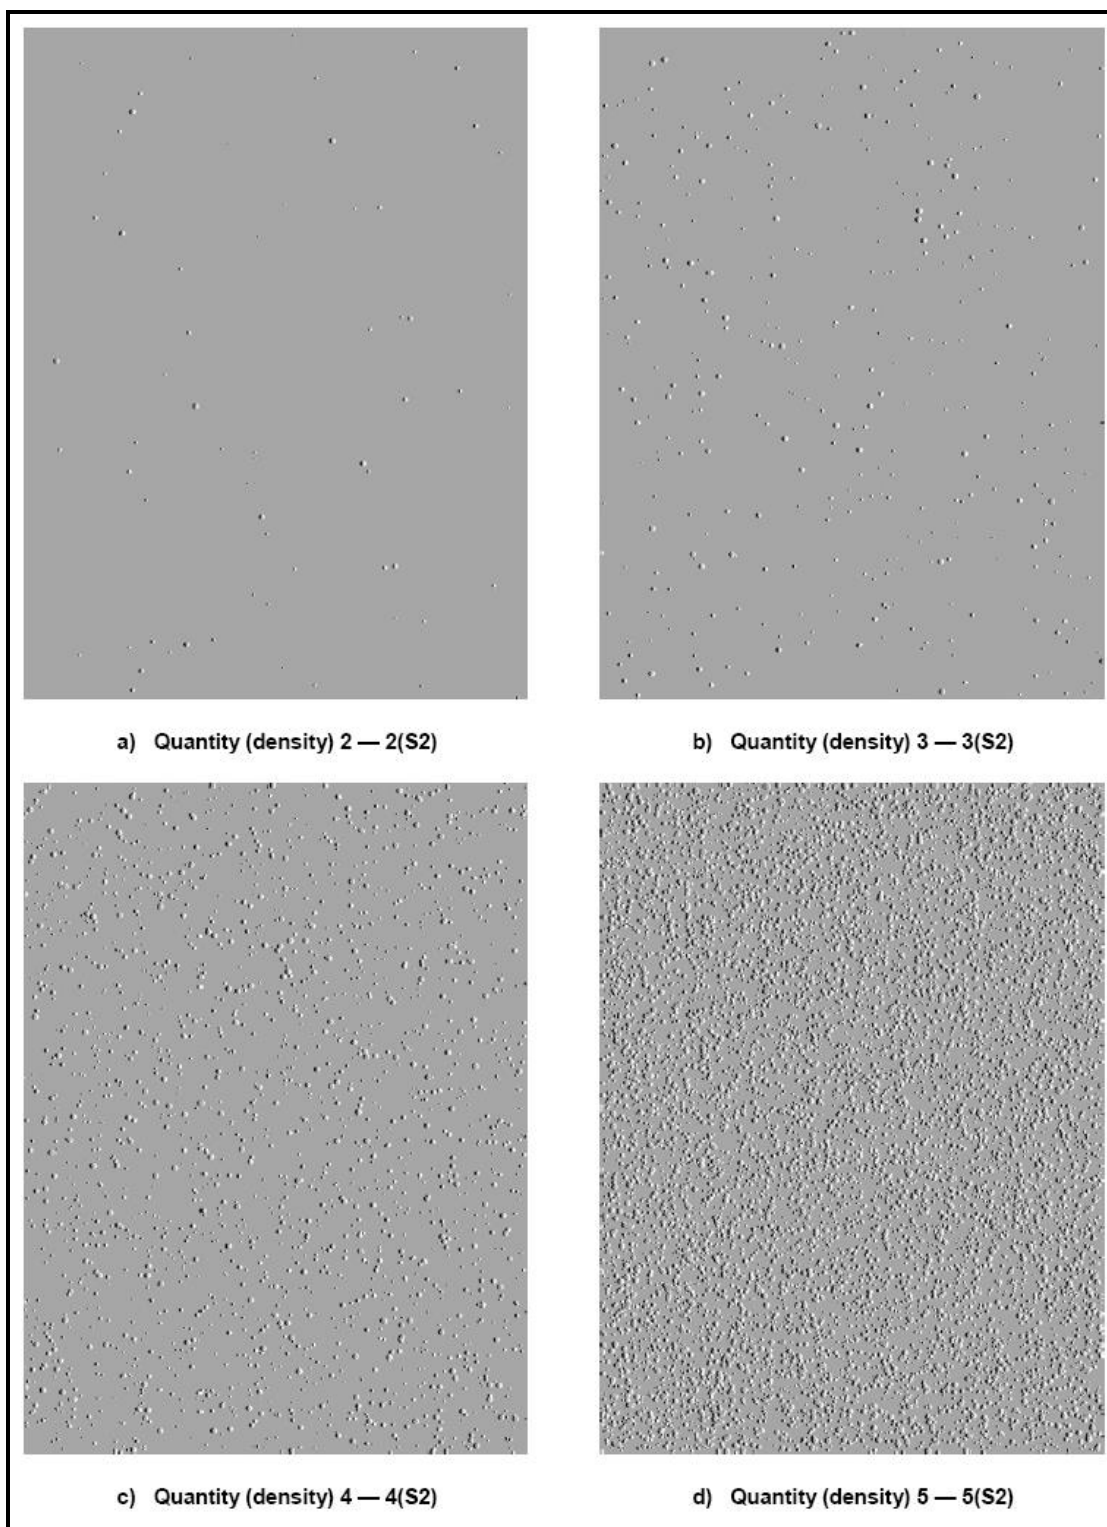 a) Quantity (density) 2 — 2(S2)
b) Quantity (density) 3 — 3(S2)
c) Quantity (density) 4 — 4(S2)
d) Quantity (density) 5 — 5(S2)